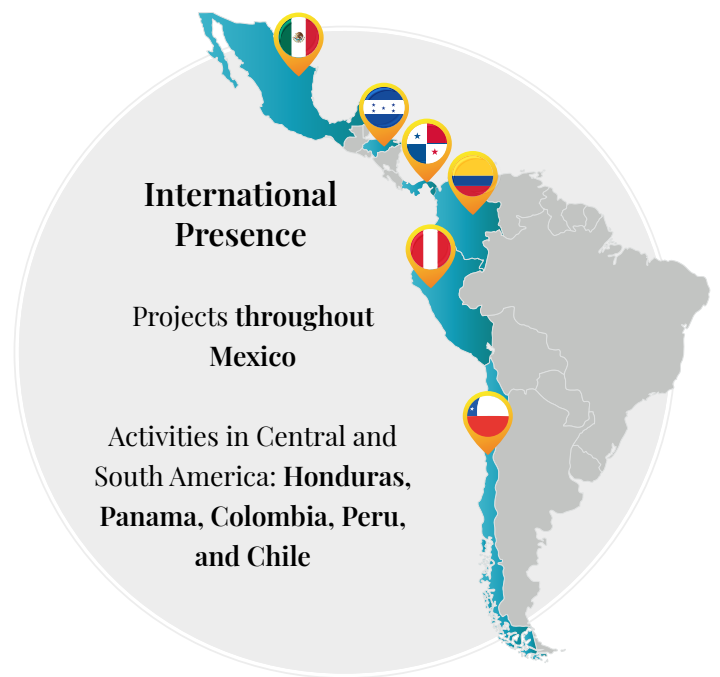 International
Presence
Projects throughout
Mexico
Activities in Central and
South America: Honduras,
Panama, Colombia, Peru,
and Chile